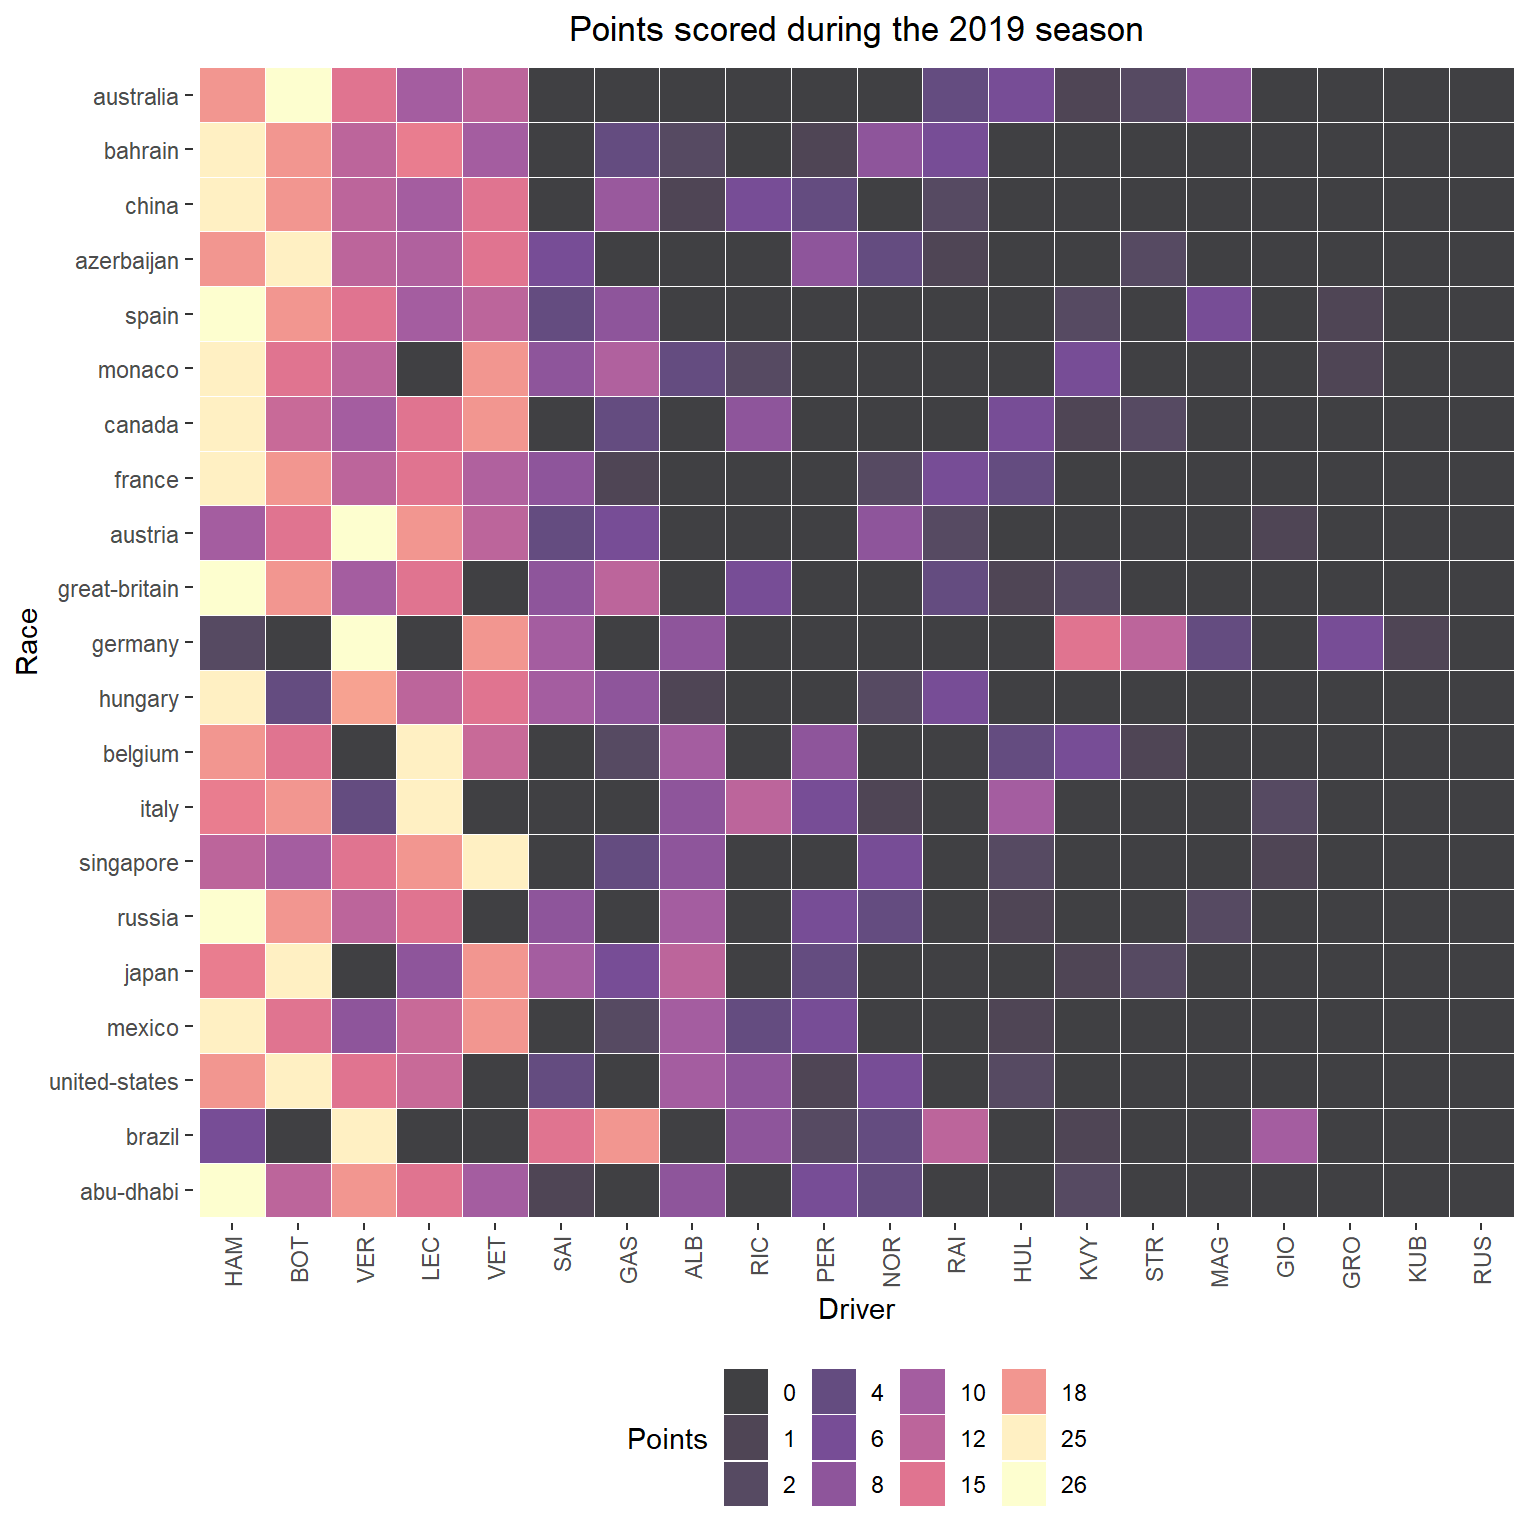 Points scored during the 2019 season
Race
australia
bahrain
china
azerbaijan
spain
monaco
canada
france
austria
great-britain
germany
hungary
belgium
italy
singapore
russia
japan
mexico
united-states
brazil
abu-dhabi
HAM BOT VER LEC VET SAI GAS ALB RIC PER NOR RAI HUL KVY STR MAG GIO GRO KUB RUS
Driver
Points
0 4 10 18
1 6 12 25
2 8 15 26